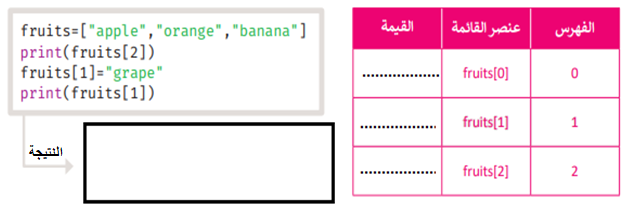 fruits=["apple","orange","banana"]
print(fruits[2])
fruits[1]="grape"
print(fruits[1])
النتيجة
الفهرس عنصر القائمة القيمة
0 fruits[0] ..................
1 fruits[1] ..................
2 fruits[2] ..................